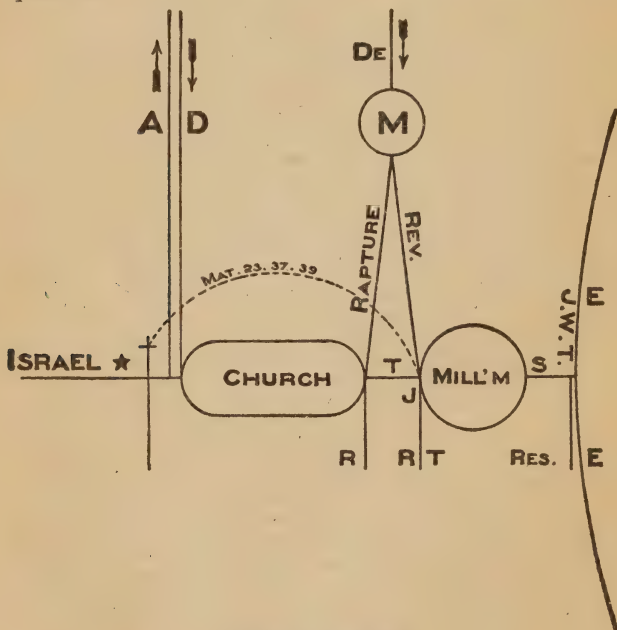 DE
A D
M
RAPTURE
REV.
MAT. 23. 37. 39
E
J.W.T.
ISRAEL
CHURCH
T
J
MILL'M
S
R
R T
RES.
E